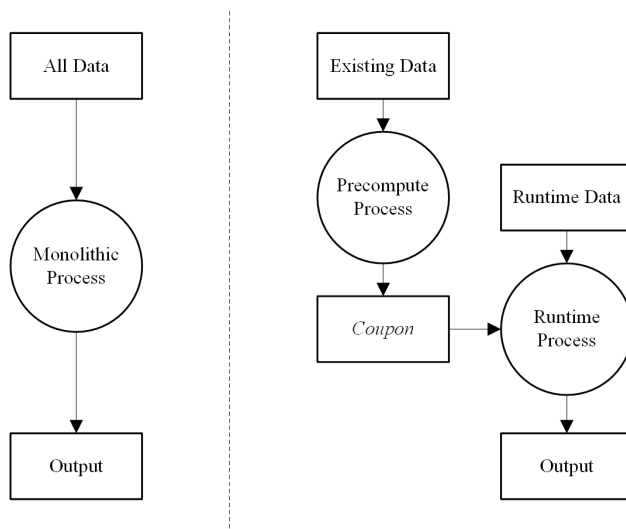 All Data
Monolithic
Process
Output
Existing Data
Precompute
Process
Coupon
Runtime Data
Runtime
Process
Output